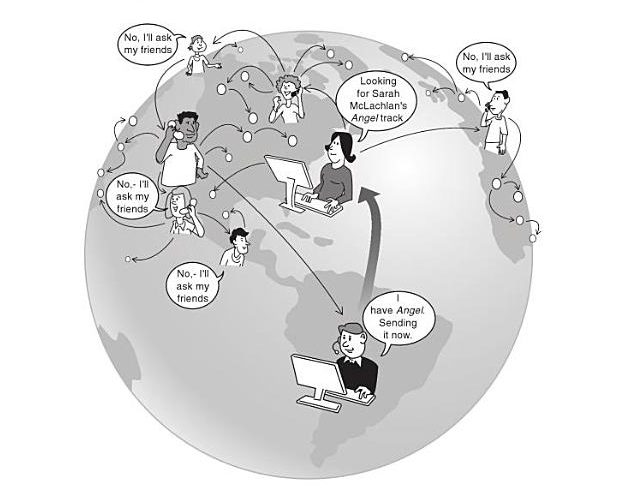 No, I'll ask
my friends
No, I'll ask
my friends
Looking
for Sarah
McLachlan's
Angel track
No,- I'll
ask my
friends
No,- I'll
ask my
friends
I
have Angel.
Sending
it now.